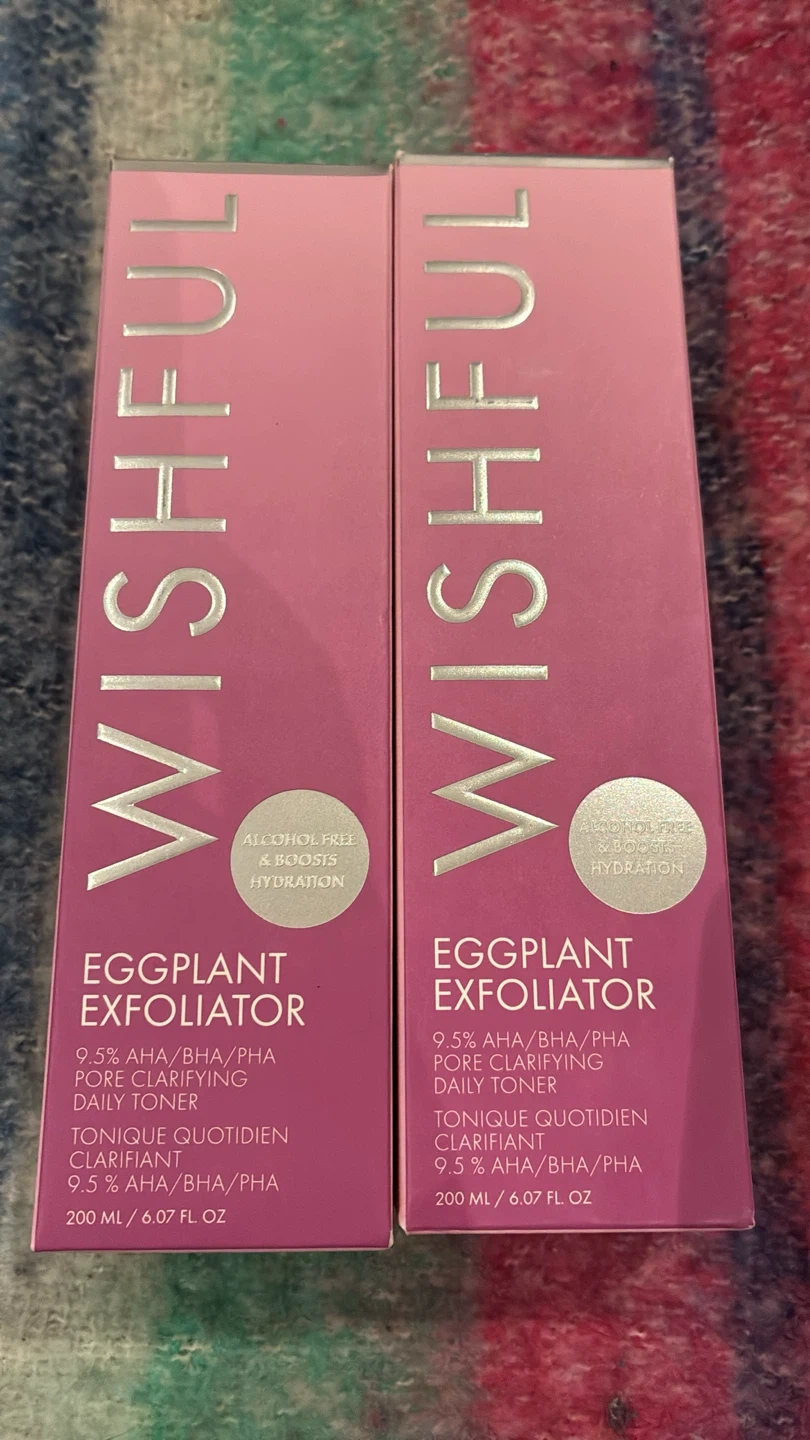 WISHFUL
ALCOHOL FREE
& BOOSTS
HYDRATION
EGGPLANT
EXFOLIATOR
9.5% AHA/BHA/PHA
PORE CLARIFYING
DAILY TONER
TONIQUE QUOTIDIEN
CLARIFIANT
9.5 % AHA/BHA/PHA
200 ML / 6.07 FL. OZ
WISHFUL
ALCOHOL FREE
& BOOSTS
HYDRATION
EGGPLANT
EXFOLIATOR
9.5% AHA/BHA/PHA
PORE CLARIFYING
DAILY TONER
TONIQUE QUOTIDIEN
CLARIFIANT
9.5 % AHA/BHA/PHA
200 ML / 6.07 FL. OZ